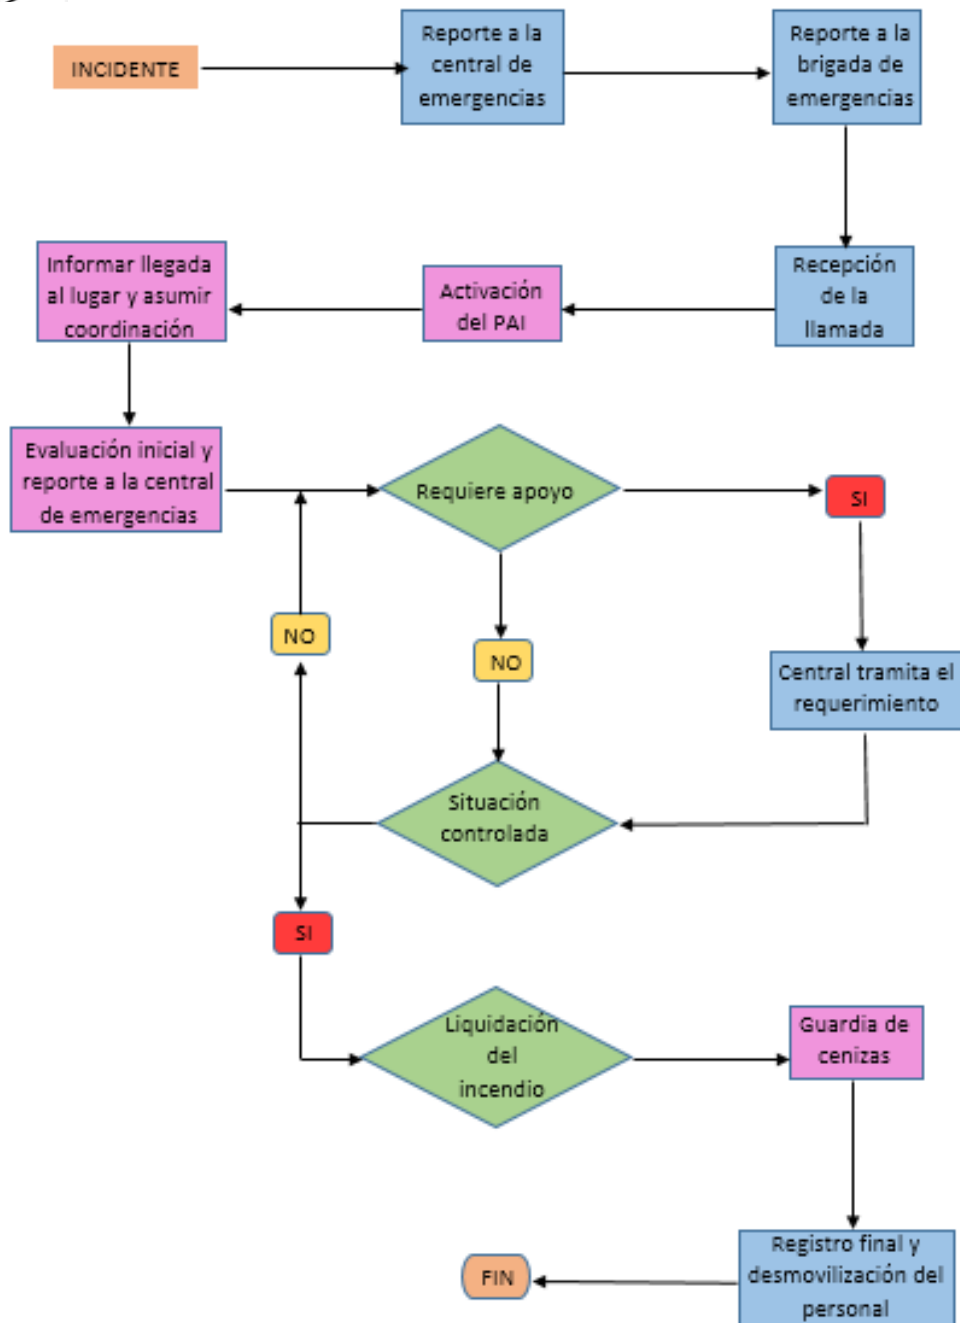 INCIDENTE
Reporte a la
central de
emergencias
Reporte a la
brigada de
emergencias
Recepción
de la
llamada
Activación
del PAI
Informar llegada
al lugar y asumir
coordinación
Evaluación inicial y
reporte a la central
de emergencias
Requiere apoyo
SI
NO
NO
Central tramita el
requerimiento
Situación
controlada
SI
Liquidación
del
incendio
Guardia de
cenizas
Registro final y
desmovilización del
personal
FIN